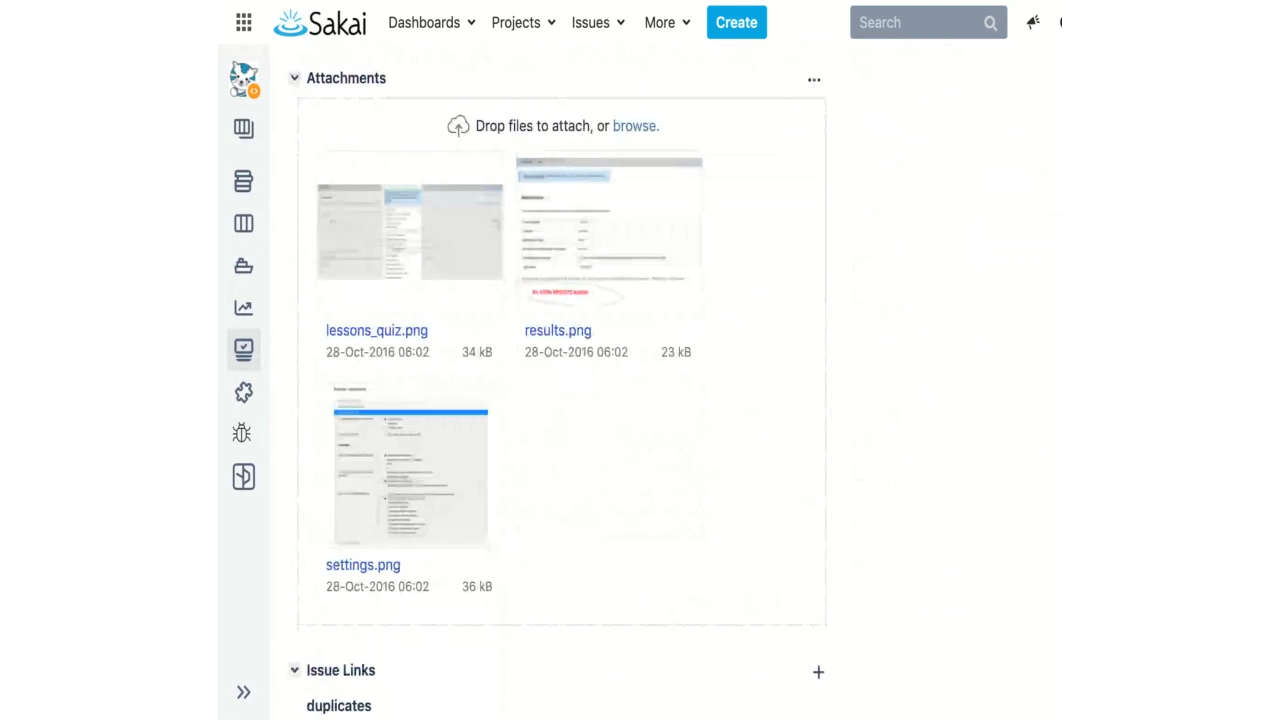 Sakai Dashboards Projects Issues More Create Search
Attachments
Drop files to attach, or browse.
lessons_quiz.png results.png
28-Oct-2016 06:02 34 kB 28-Oct-2016 06:02 23 kB
settings.png
28-Oct-2016 06:02 36 kB
Issue Links
duplicates